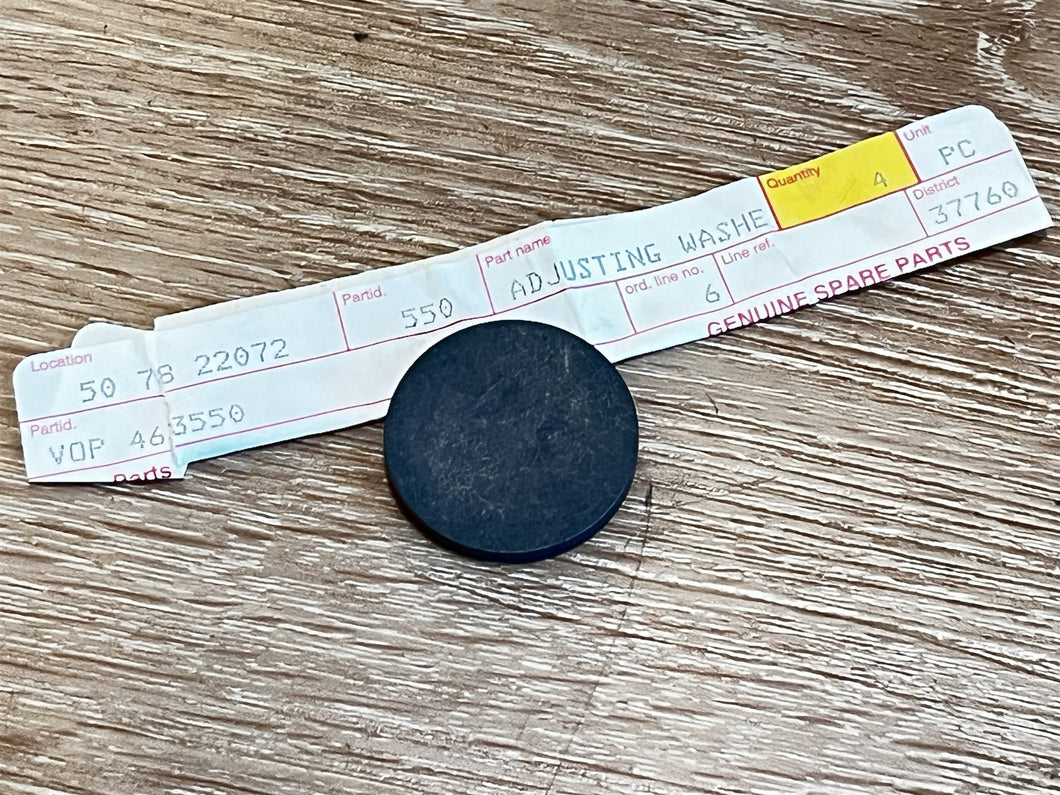 Location Partid. Part name Quantity Unit
50 78 22072 550 ADJUSTING WASHE 4 PC
Partid. ord. line no. Line ref. District
VOP 463550 6 37760
Parts GENUINE SPARE PARTS